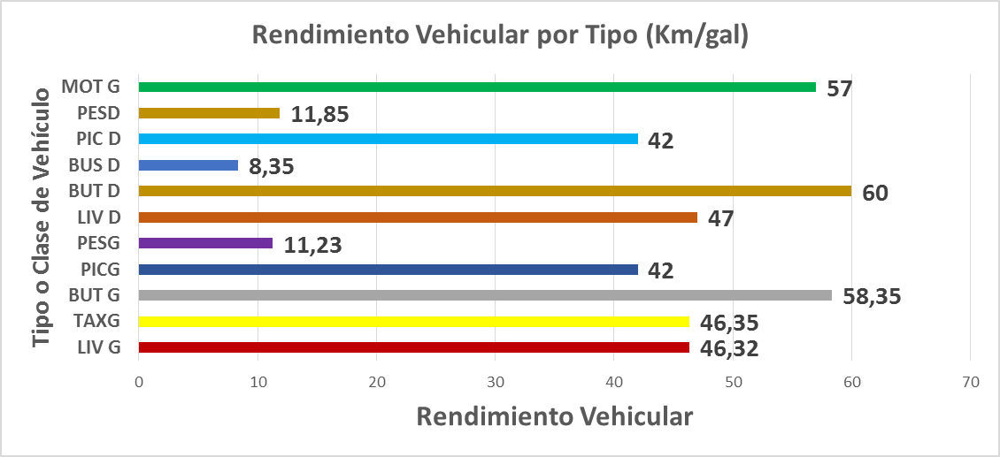 Rendimiento Vehicular por Tipo (Km/gal)
Tipo o Clase de Vehículo
MOT G 57
PESD 11,85
PIC D 42
BUS D 8,35
BUT D 60
LIV D 47
PESG 11,23
PICG 42
BUT G 58,35
TAXG 46,35
LIV G 46,32
0 10 20 30 40 50 60 70
Rendimiento Vehicular